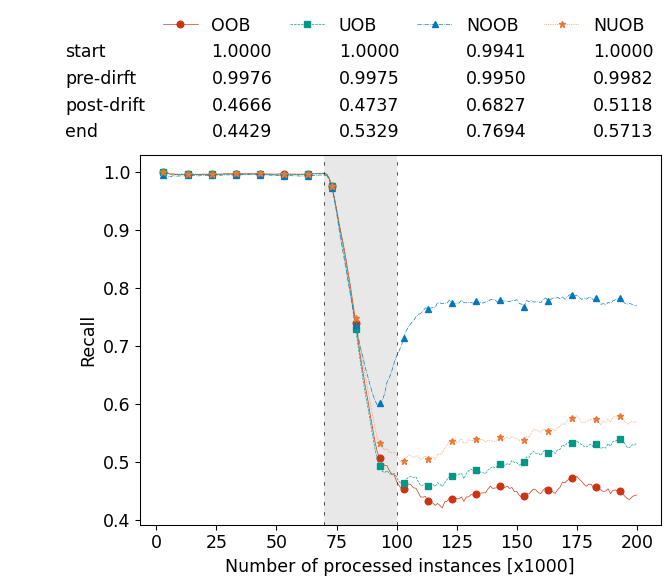 OOB UOB NOOB NUOB
start 1.0000 1.0000 0.9941 1.0000
pre-dirft 0.9976 0.9975 0.9950 0.9982
post-drift 0.4666 0.4737 0.6827 0.5118
end 0.4429 0.5329 0.7694 0.5713
1.0
0.9
0.8
0.7
0.6
0.5
0.4
Recall
0 25 50 75 100 125 150 175 200
Number of processed instances [x1000]